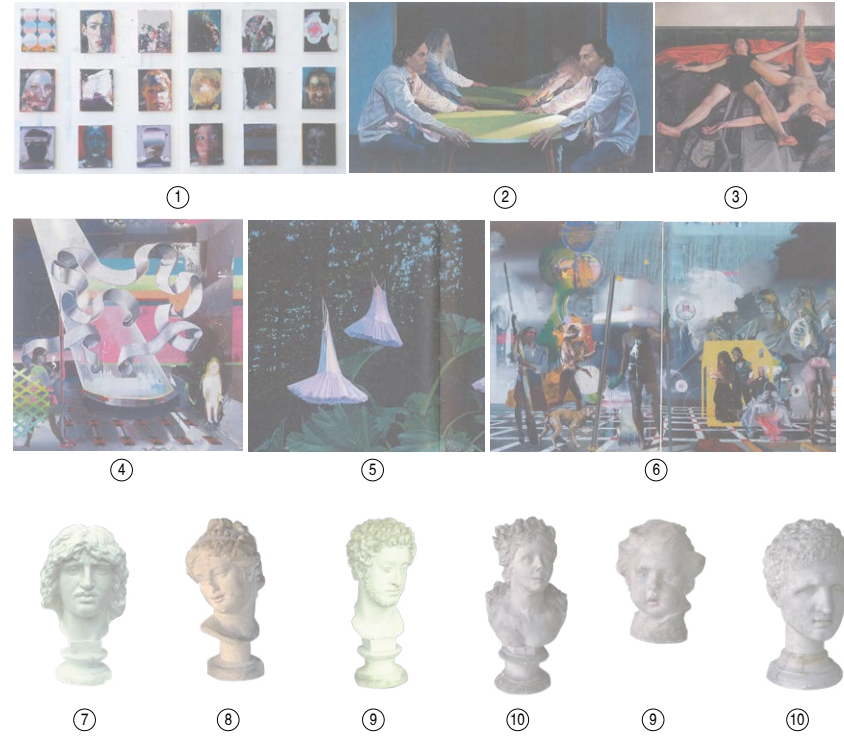 ① ② ③
④ ⑤ ⑥
⑦ ⑧ ⑨ ⑩ ⑨ ⑩